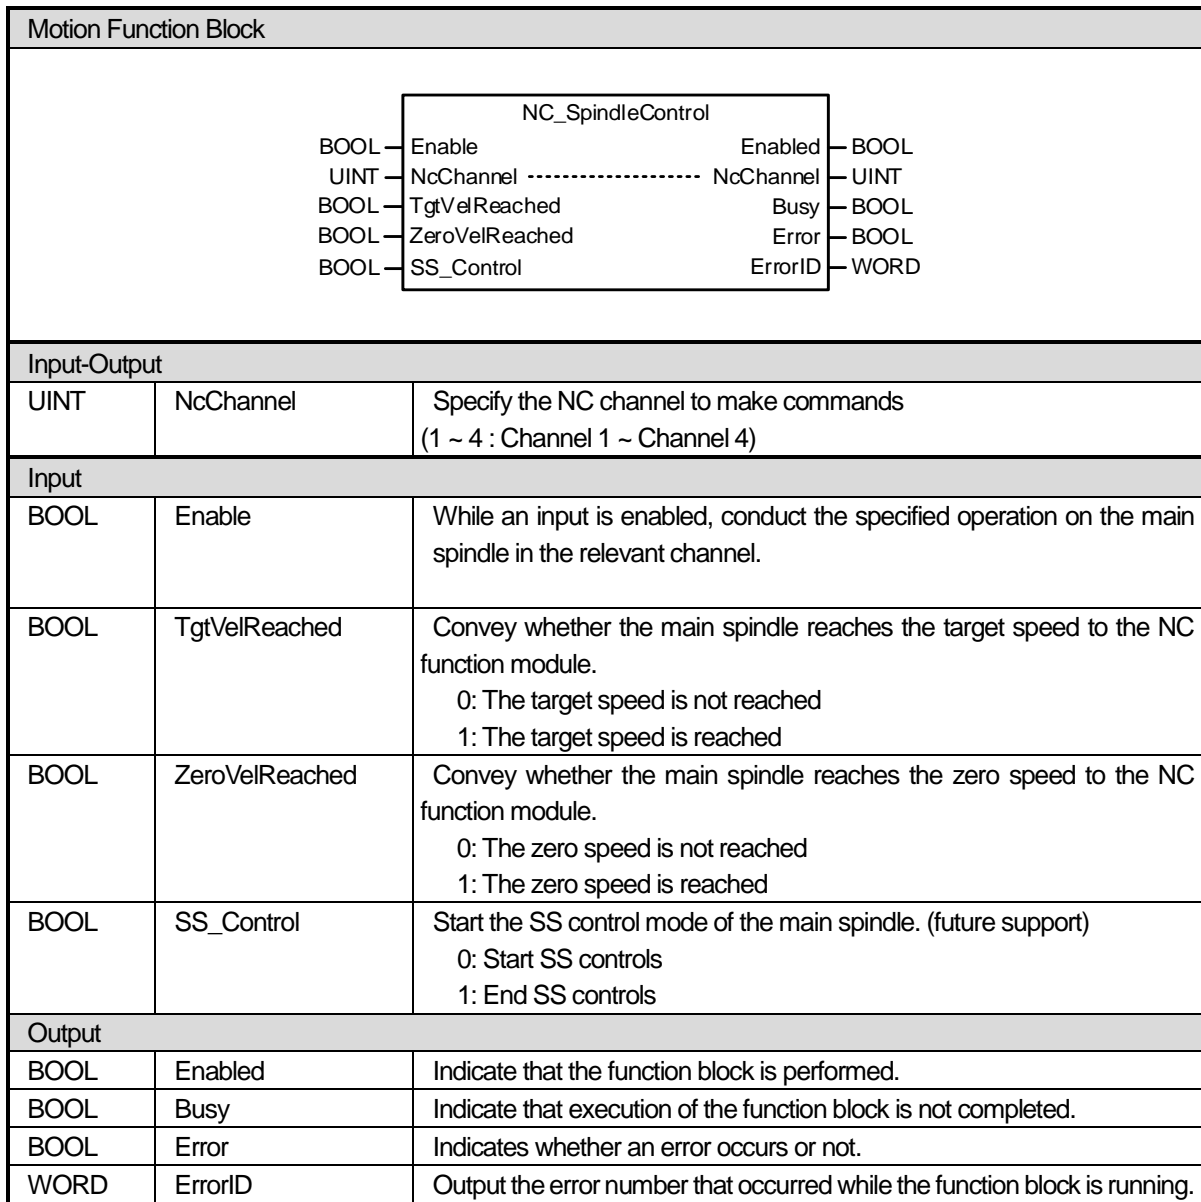 Motion Function Block
NC_SpindleControl
BOOL Enable Enabled BOOL
UINT NcChannel NcChannel UINT
BOOL TgtVelReached Busy BOOL
BOOL ZeroVelReached Error BOOL
BOOL SS_Control ErrorID WORD
Input-Output
UINT NcChannel Specify the NC channel to make commands
(1 ~ 4 : Channel 1 ~ Channel 4)
Input
BOOL Enable While an input is enabled, conduct the specified operation on the main
spindle in the relevant channel.
BOOL TgtVelReached Convey whether the main spindle reaches the target speed to the NC
function module.
0: The target speed is not reached
1: The target speed is reached
BOOL ZeroVelReached Convey whether the main spindle reaches the zero speed to the NC
function module.
0: The zero speed is not reached
1: The zero speed is reached
BOOL SS_Control Start the SS control mode of the main spindle. (future support)
0: Start SS controls
1: End SS controls
Output
BOOL Enabled Indicate that the function block is performed.
BOOL Busy Indicate that execution of the function block is not completed.
BOOL Error Indicates whether an error occurs or not.
WORD ErrorID Output the error number that occurred while the function block is running.